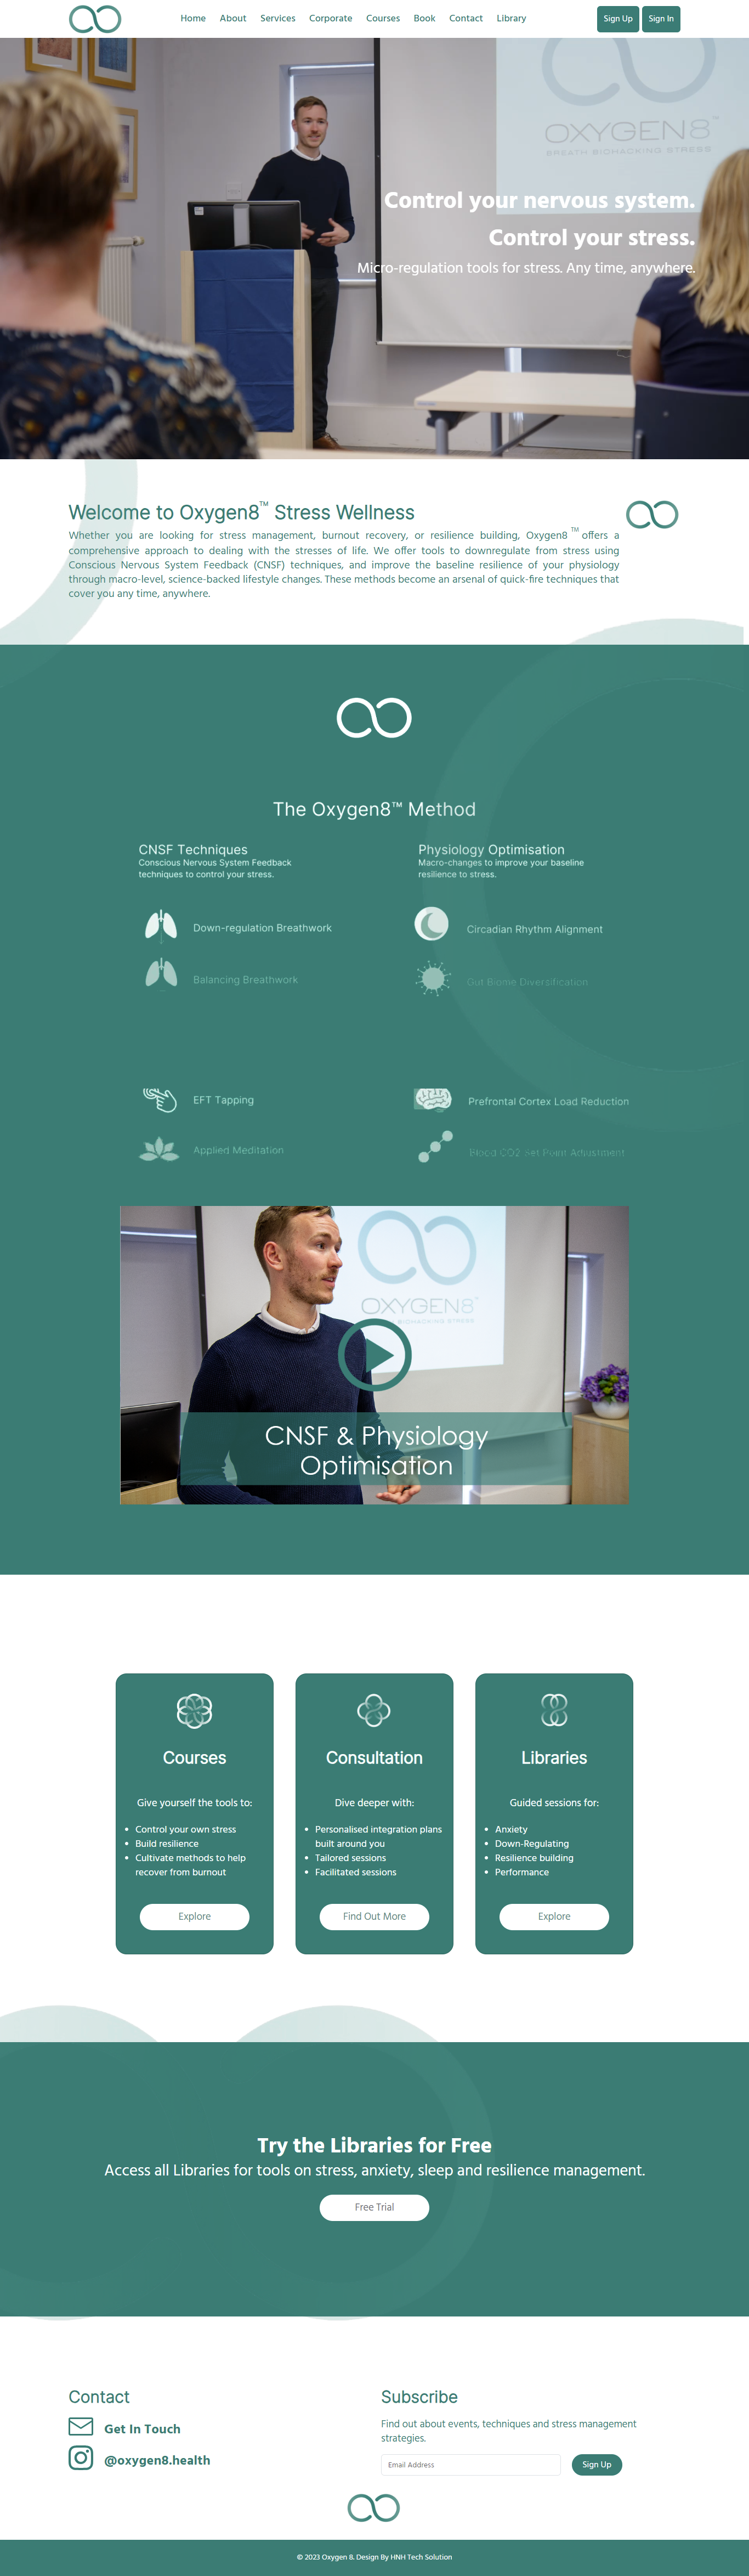 Home About Services Corporate Courses Book Contact Library Sign Up Sign In
OXYGEN8™
BREATH BIOHACKING STRESS
Control your nervous system.
Control your stress.
Micro-regulation tools for stress. Any time, anywhere.
Welcome to Oxygen8™ Stress Wellness
Whether you are looking for stress management, burnout recovery, or resilience building, Oxygen8 ™ offers a
comprehensive approach to dealing with the stresses of life. We offer tools to downregulate from stress using
Conscious Nervous System Feedback (CNSF) techniques, and improve the baseline resilience of your physiology
through macro-level, science-backed lifestyle changes. These methods become an arsenal of quick-fire techniques that
cover you any time, anywhere.
The Oxygen8™ Method
CNSF Techniques
Conscious Nervous System Feedback
techniques to control your stress.
Down-regulation Breathwork
Balancing Breathwork
EFT Tapping
Applied Meditation
Physiology Optimisation
Macro-changes to improve your baseline
resilience to stress.
Circadian Rhythm Alignment
Gut Biome Diversification
Prefrontal Cortex Load Reduction
Blood CO2 Set Point Adjustment
OXYGEN8
BIOHACKING STRESS
CNSF & Physiology
Optimisation
Courses
Give yourself the tools to:
Control your own stress
Build resilience
Cultivate methods to help
recover from burnout
Explore
Consultation
Dive deeper with:
Personalised integration plans
built around you
Tailored sessions
Facilitated sessions
Find Out More
Libraries
Guided sessions for:
Anxiety
Down-Regulating
Resilience building
Performance
Explore
Try the Libraries for Free
Access all Libraries for tools on stress, anxiety, sleep and resilience management.
Free Trial
Contact
Get In Touch
@oxygen8.health
Subscribe
Find out about events, techniques and stress management
strategies.
Email Address Sign Up
© 2023 Oxygen 8. Design By HNH Tech Solution